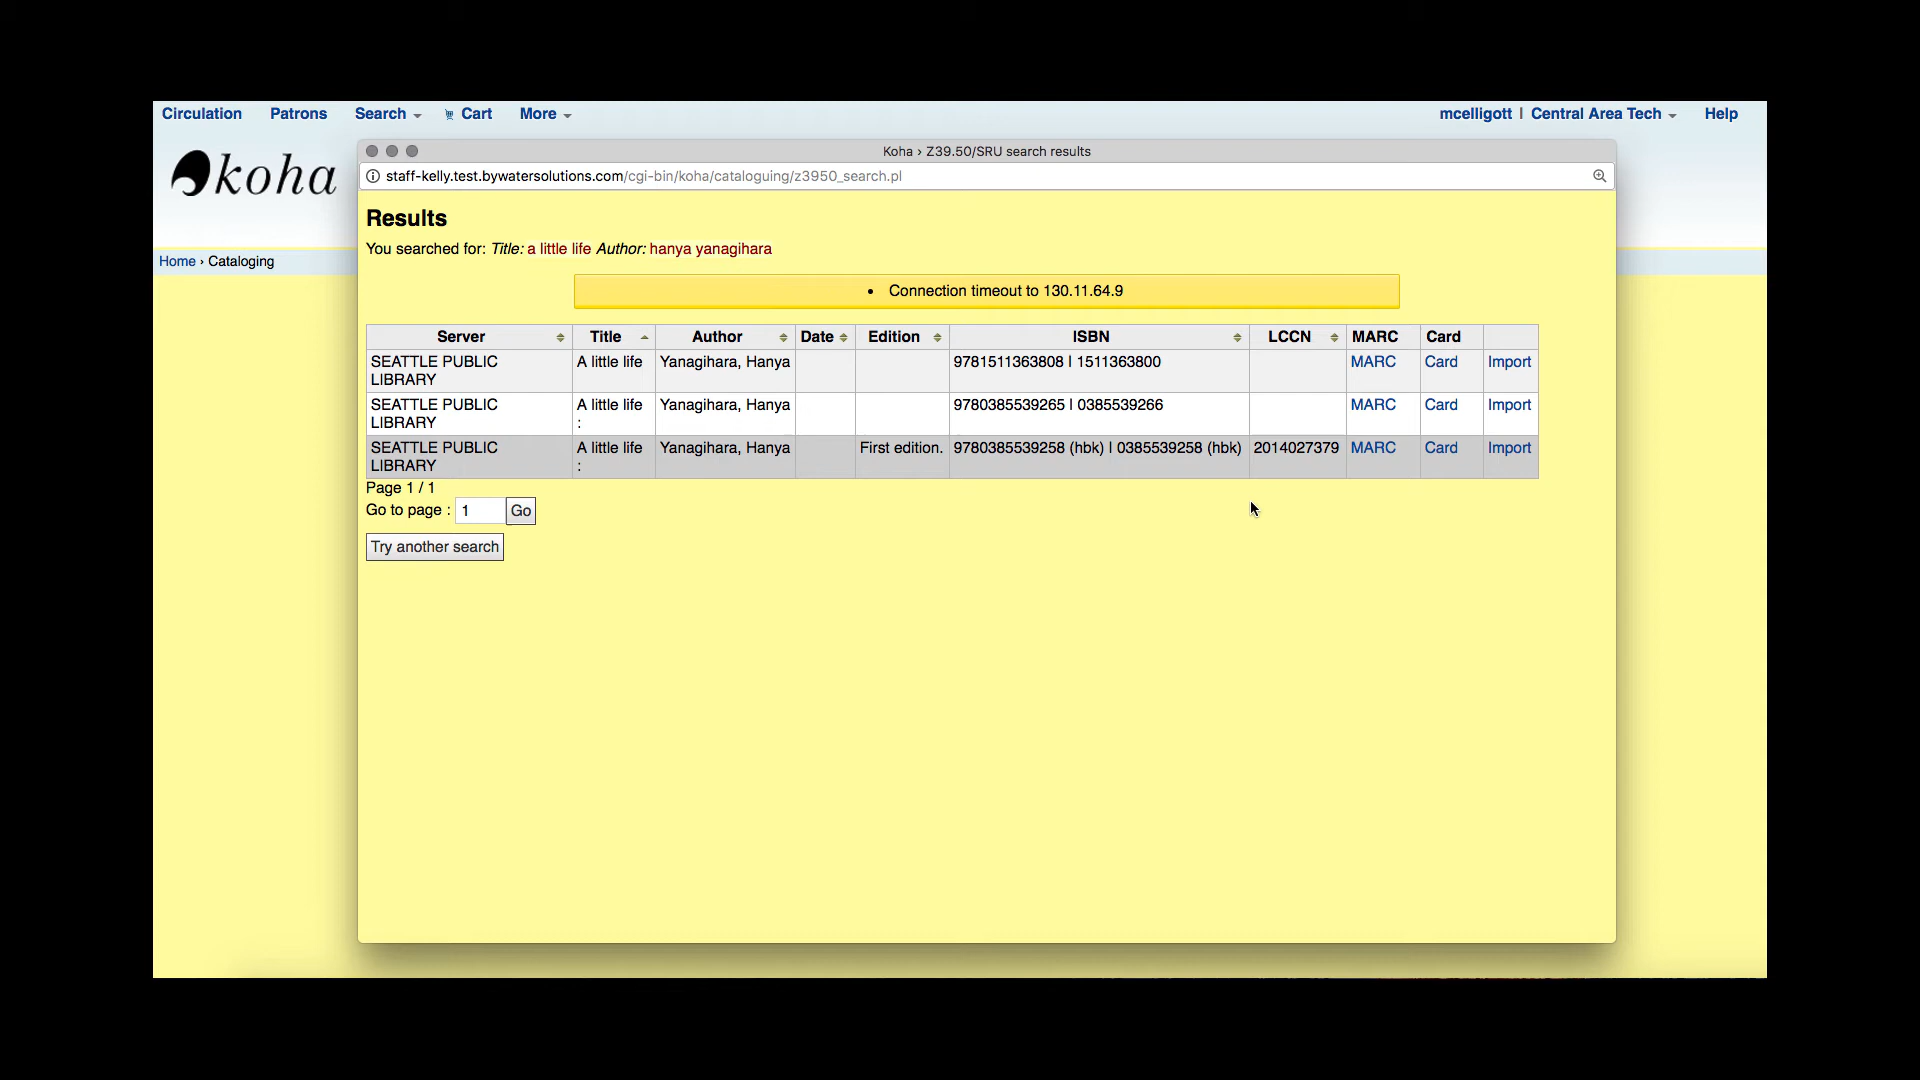 Circulation Patrons Search Cart More mcelligott | Central Area Tech Help
koha
Koha › Z39.50/SRU search results
staff-kelly.test.bywatersolutions.com/cgi-bin/koha/cataloguing/z3950_search.pl
Home › Cataloging
Results
You searched for: Title: a little life Author: hanya yanagihara
• Connection timeout to 130.11.64.9
Server Title Author Date Edition ISBN LCCN MARC Card
SEATTLE PUBLIC A little life Yanagihara, Hanya 9781511363808 | 1511363800 MARC Card Import
LIBRARY
SEATTLE PUBLIC A little life Yanagihara, Hanya 9780385539265 | 0385539266 MARC Card Import
LIBRARY :
SEATTLE PUBLIC A little life Yanagihara, Hanya First edition. 9780385539258 (hbk) | 0385539258 (hbk) 2014027379 MARC Card Import
LIBRARY :
Page 1 / 1
Go to page : 1 Go
Try another search